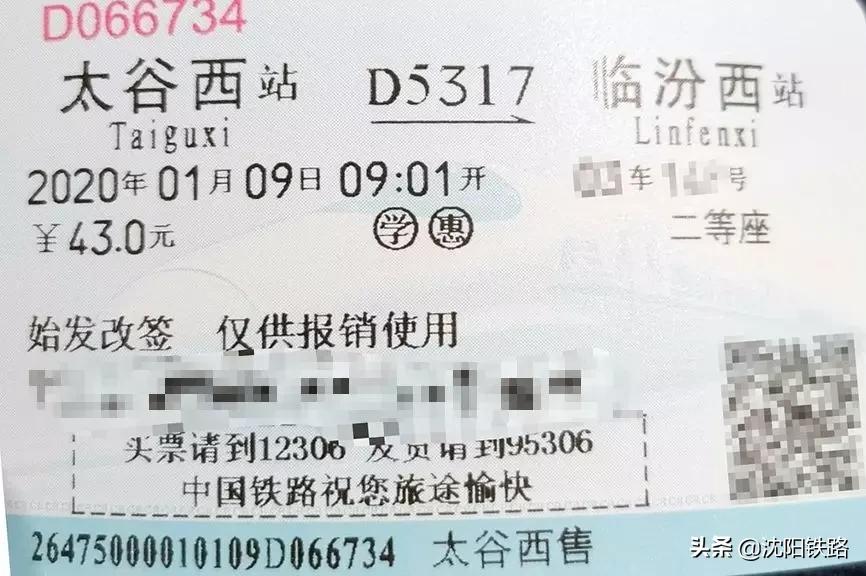 D066734
太谷西站 D5317 临汾西站
Taiguxi Linfenxi
2020年01月09日 09:01开 03车 号
¥43.0元 学 惠 二等座
始发改签 仅供报销使用
买票请到12306 发货请到95306
中国铁路祝您旅途愉快
26475000010109D066734 太谷西售
头条 @沈阳铁路